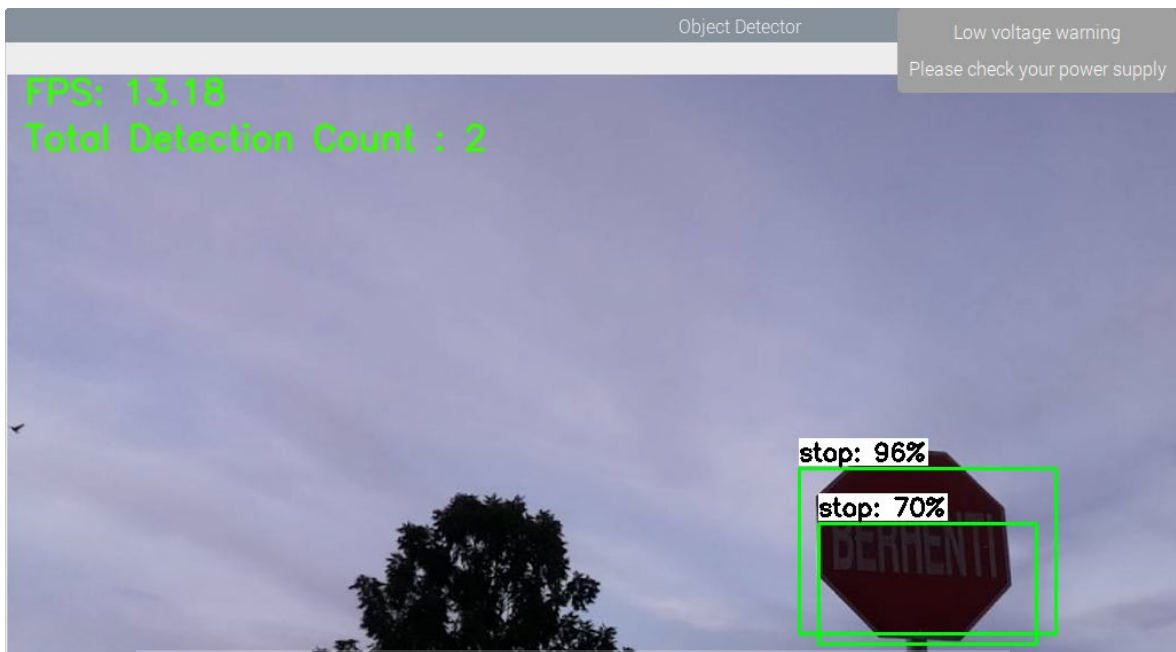 Object Detector
Low voltage warning
Please check your power supply
FPS: 13.18
Total Detection Count : 2
stop: 96%
stop: 70%
BERHENTI